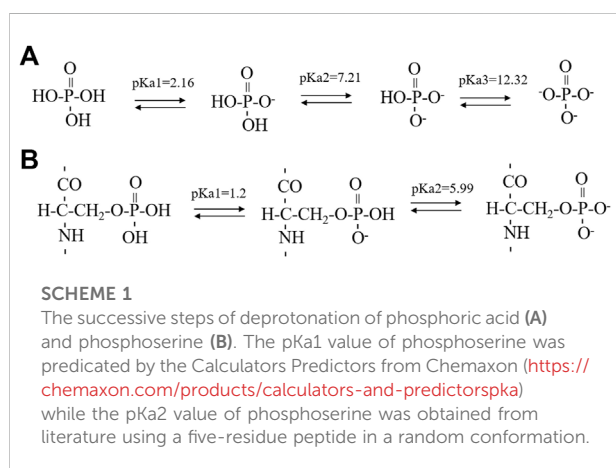 A
O
||
HO-P-OH
OH
pKa1=2.16
O
||
HO-P-O-
OH
pKa2=7.21
O
||
HO-P-O-
O-
pKa3=12.32
O
||
-O-P-O-
O-
B
CO
H-C-CH2-O-P-OH
O
OH
NH
pKa1=1.2
CO
H-C-CH2-O-P-OH
O
O-
NH
pKa2=5.99
CO
H-C-CH2-O-P-O-
O
O-
NH
SCHEME 1
The successive steps of deprotonation of phosphoric acid (A)
and phosphoserine (B). The pKa1 value of phosphoserine was
predicated by the Calculators Predictors from Chemaxon (https://
chemaxon.com/products/calculators-and-predictorspka)
while the pKa2 value of phosphoserine was obtained from
literature using a five-residue peptide in a random conformation.